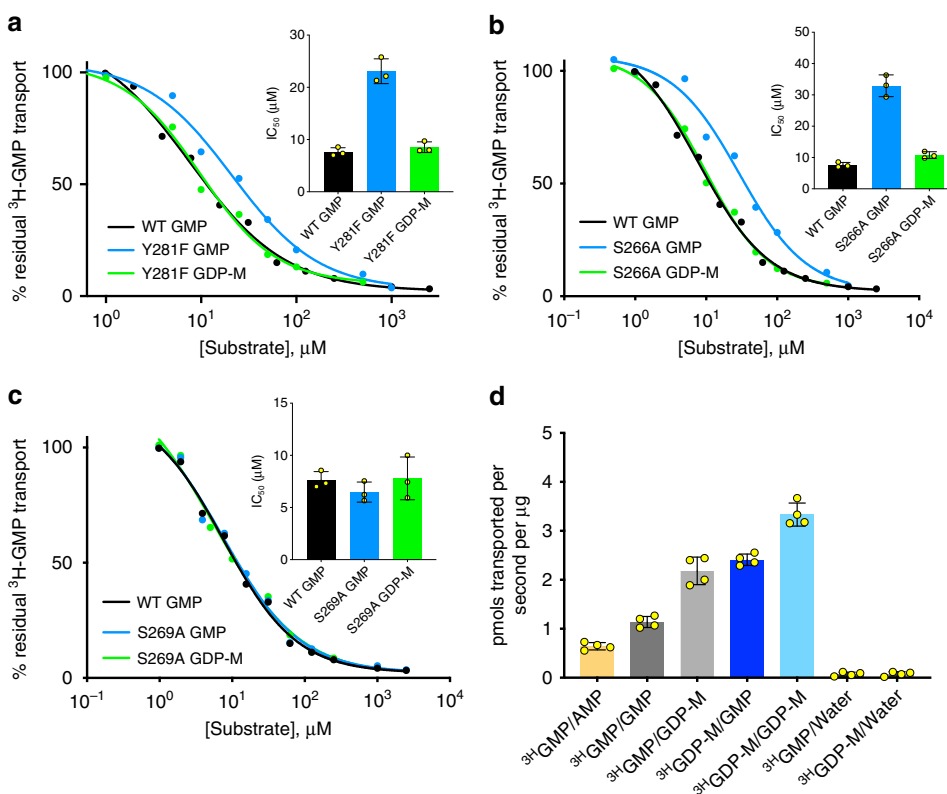 a
% residual ³H-GMP transport
100
50
0
10⁰
10¹
10²
10³
[Substrate], μM
WT GMP
Y281F GMP
Y281F GDP-M
IC₅₀ (μM)
30
20
10
0
WT GMP
Y281F GMP
Y281F GDP-M
b
% residual ³H-GMP transport
100
50
0
10⁻¹
10⁰
10¹
10²
10³
10⁴
[Substrate], μM
WT GMP
S266A GMP
S266A GDP-M
IC₅₀ (μM)
50
40
30
20
10
0
WT GMP
S266A GMP
S266A GDP-M
c
% residual ³H-GMP transport
100
50
0
10⁻¹
10⁰
10¹
10²
10³
10⁴
[Substrate], μM
WT GMP
S269A GMP
S269A GDP-M
IC₅₀ (μM)
15
10
5
0
WT GMP
S269A GMP
S269A GDP-M
d
pmols transported per
second per μg
5
4
3
2
1
0
³HGMP/AMP
³HGMP/GMP
³HGMP/GDP-M
³HGDP-M/GMP
³HGDP-M/GDP-M
³HGMP/Water
³HGDP-M/Water